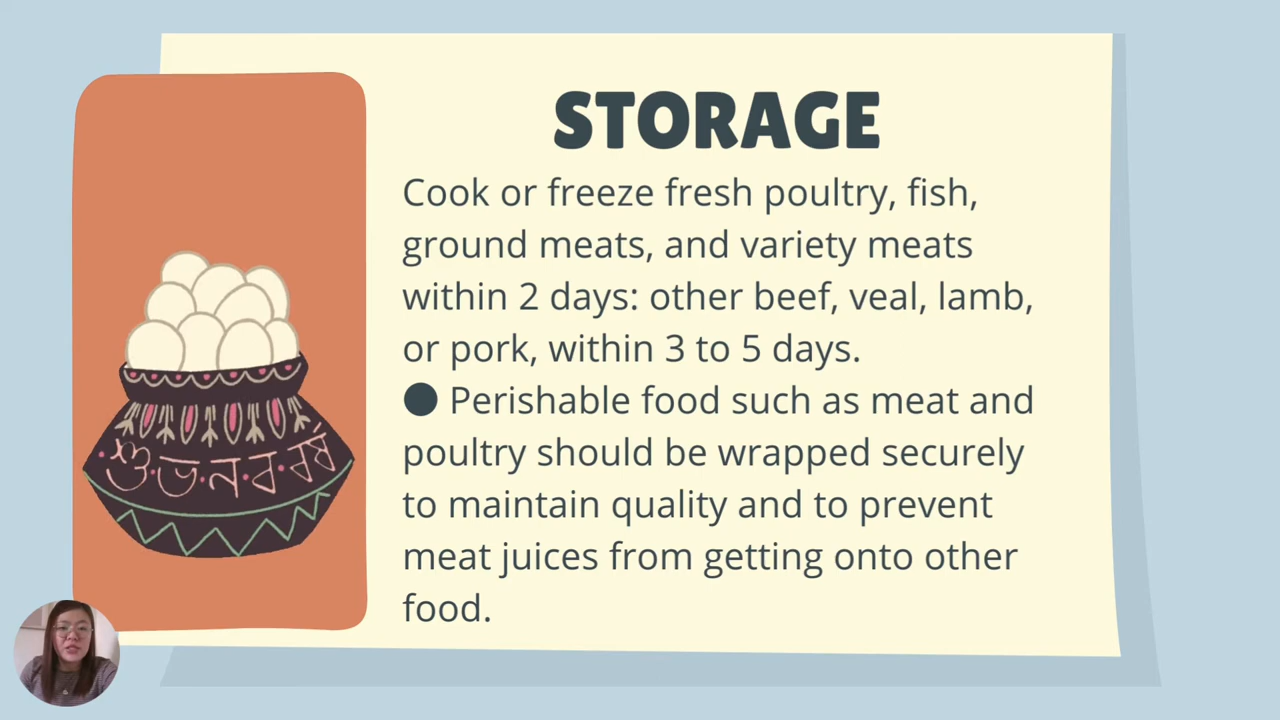 STORAGE
Cook or freeze fresh poultry, fish,
ground meats, and variety meats
within 2 days: other beef, veal, lamb,
or pork, within 3 to 5 days.
● Perishable food such as meat and
poultry should be wrapped securely
to maintain quality and to prevent
meat juices from getting onto other
food.
শুভ নববর্ষ